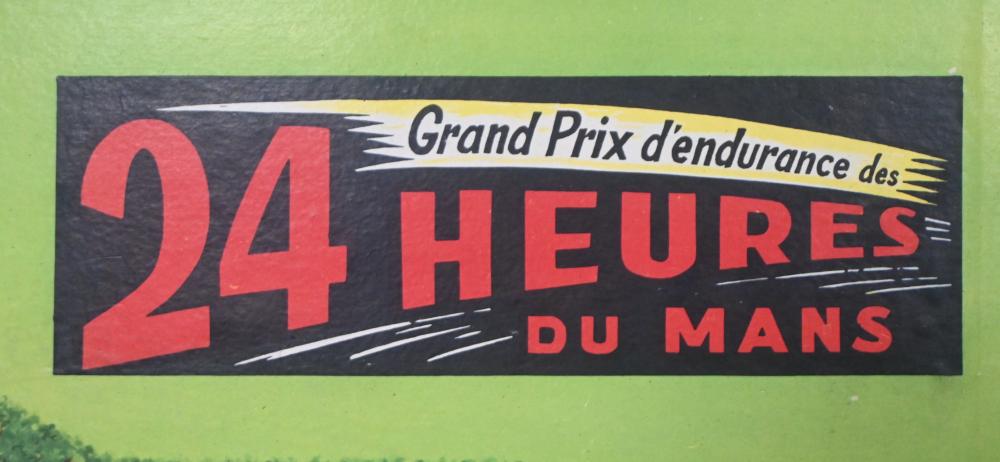 Grand Prix d'endurance des
24 HEURES
DU MANS